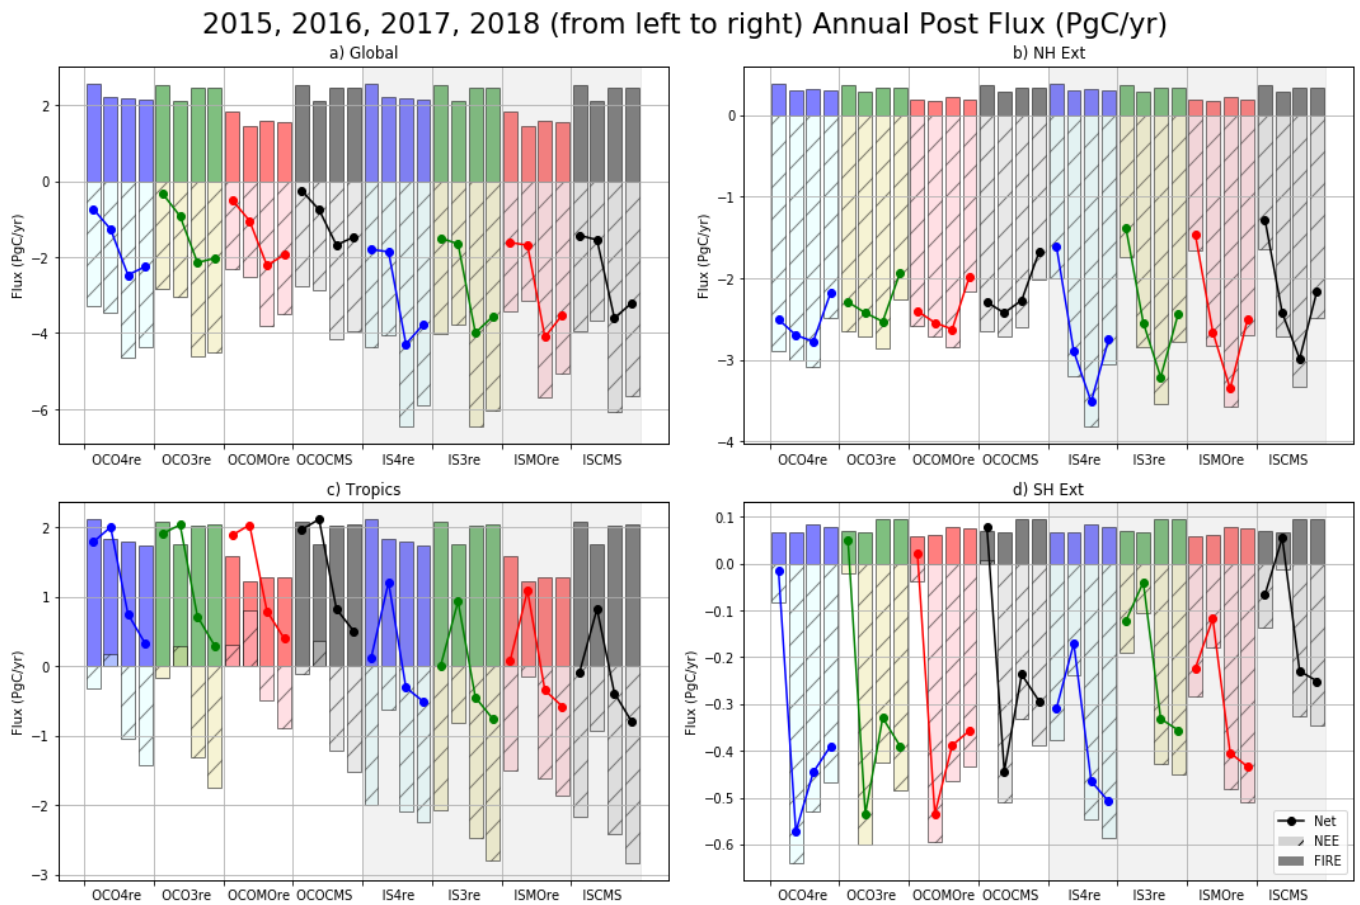 2015, 2016, 2017, 2018 (from left to right) Annual Post Flux (PgC/yr)
a) Global
Flux (PgC/yr)
2
0
−2
−4
−6
OCO4re OCO3re OCOMOre OCOCMS IS4re IS3re ISMOre ISCMS
b) NH Ext
Flux (PgC/yr)
0
−1
−2
−3
−4
OCO4re OCO3re OCOMOre OCOCMS IS4re IS3re ISMOre ISCMS
c) Tropics
Flux (PgC/yr)
2
1
0
−1
−2
−3
OCO4re OCO3re OCOMOre OCOCMS IS4re IS3re ISMOre ISCMS
d) SH Ext
Flux (PgC/yr)
0.1
0.0
−0.1
−0.2
−0.3
−0.4
−0.5
−0.6
Net
NEE
FIRE
OCO4re OCO3re OCOMOre OCOCMS IS4re IS3re ISMOre ISCMS